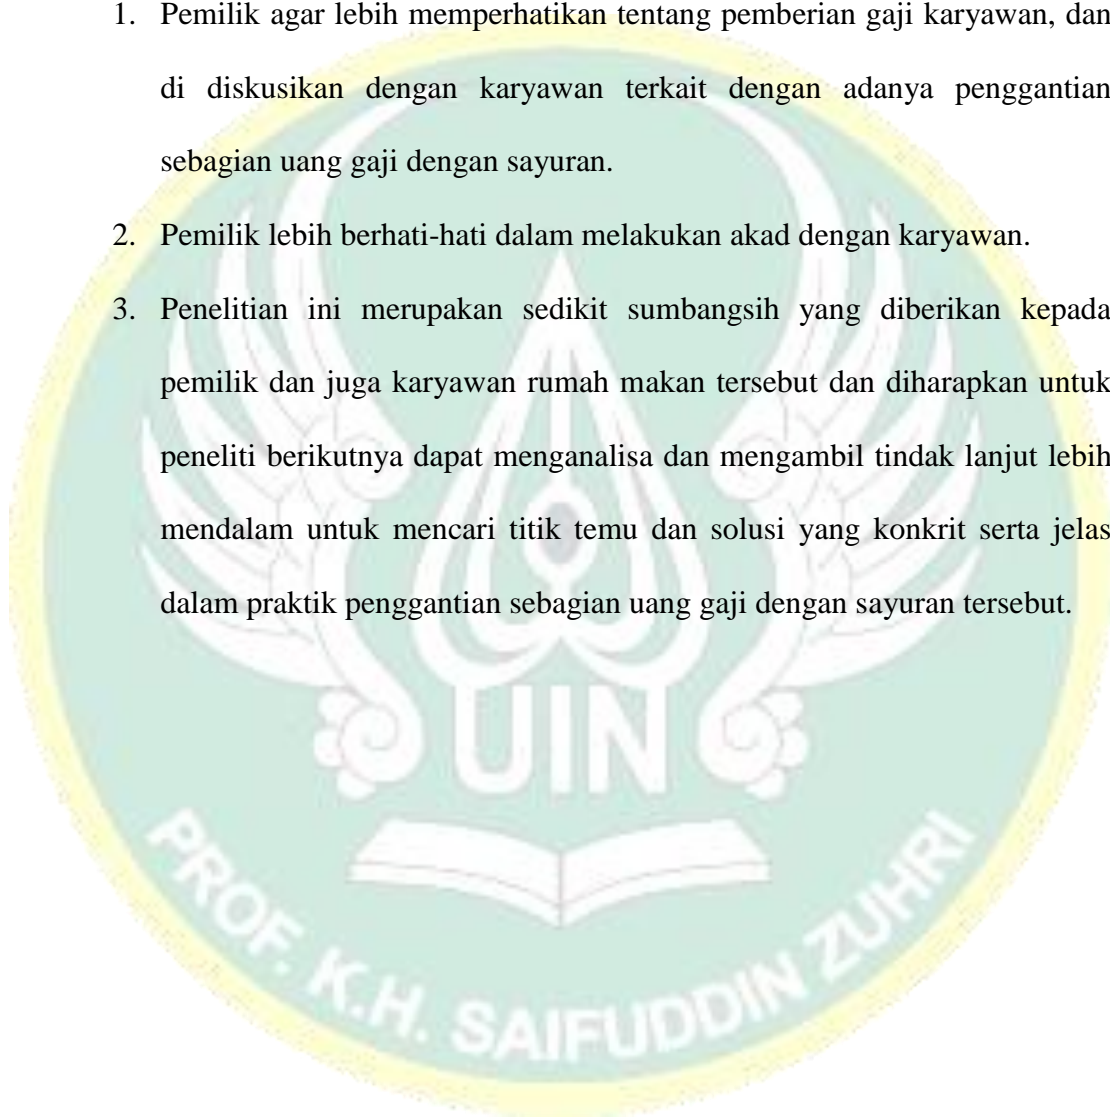 1. Pemilik agar lebih memperhatikan tentang pemberian gaji karyawan, dan
di diskusikan dengan karyawan terkait dengan adanya penggantian
sebagian uang gaji dengan sayuran.
2. Pemilik lebih berhati-hati dalam melakukan akad dengan karyawan.
3. Penelitian ini merupakan sedikit sumbangsih yang diberikan kepada
pemilik dan juga karyawan rumah makan tersebut dan diharapkan untuk
peneliti berikutnya dapat menganalisa dan mengambil tindak lanjut lebih
mendalam untuk mencari titik temu dan solusi yang konkrit serta jelas
dalam praktik penggantian sebagian uang gaji dengan sayuran tersebut.
UIN
PROF. K.H. SAIFUDDIN ZUHRI